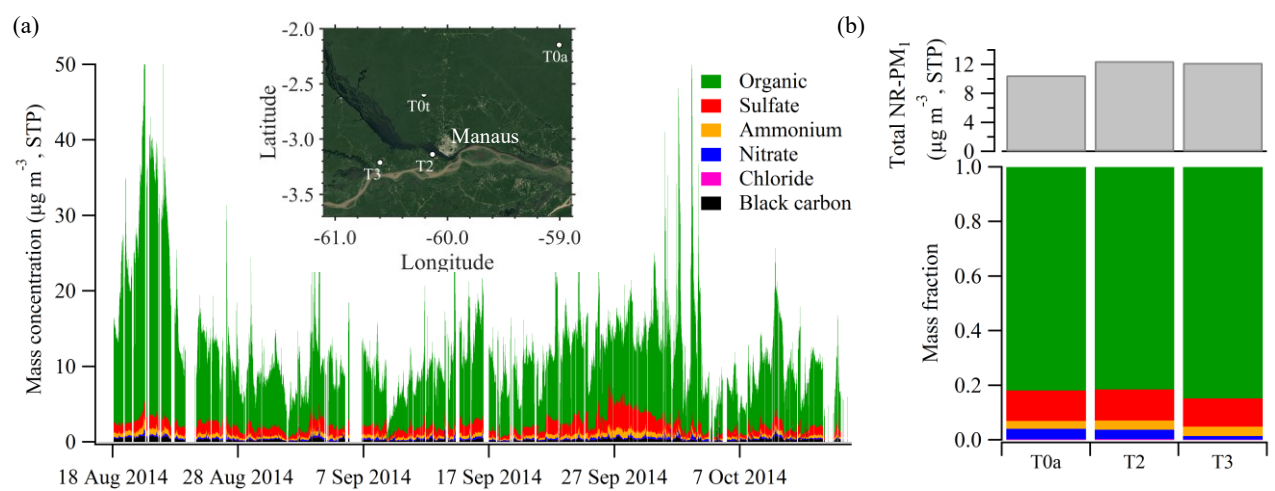 (a)
Mass concentration (µg m⁻³, STP)
50
40
30
20
10
0
18 Aug 2014
28 Aug 2014
7 Sep 2014
17 Sep 2014
27 Sep 2014
7 Oct 2014
Latitude
-2.0
-2.5
-3.0
-3.5
-61.0
-60.0
-59.0
Longitude
T0a
T0t
Manaus
T2
T3
Organic
Sulfate
Ammonium
Nitrate
Chloride
Black carbon
(b)
Total NR-PM₁
(µg m⁻³, STP)
12
8
4
0
Mass fraction
1.0
0.8
0.6
0.4
0.2
0.0
T0a
T2
T3